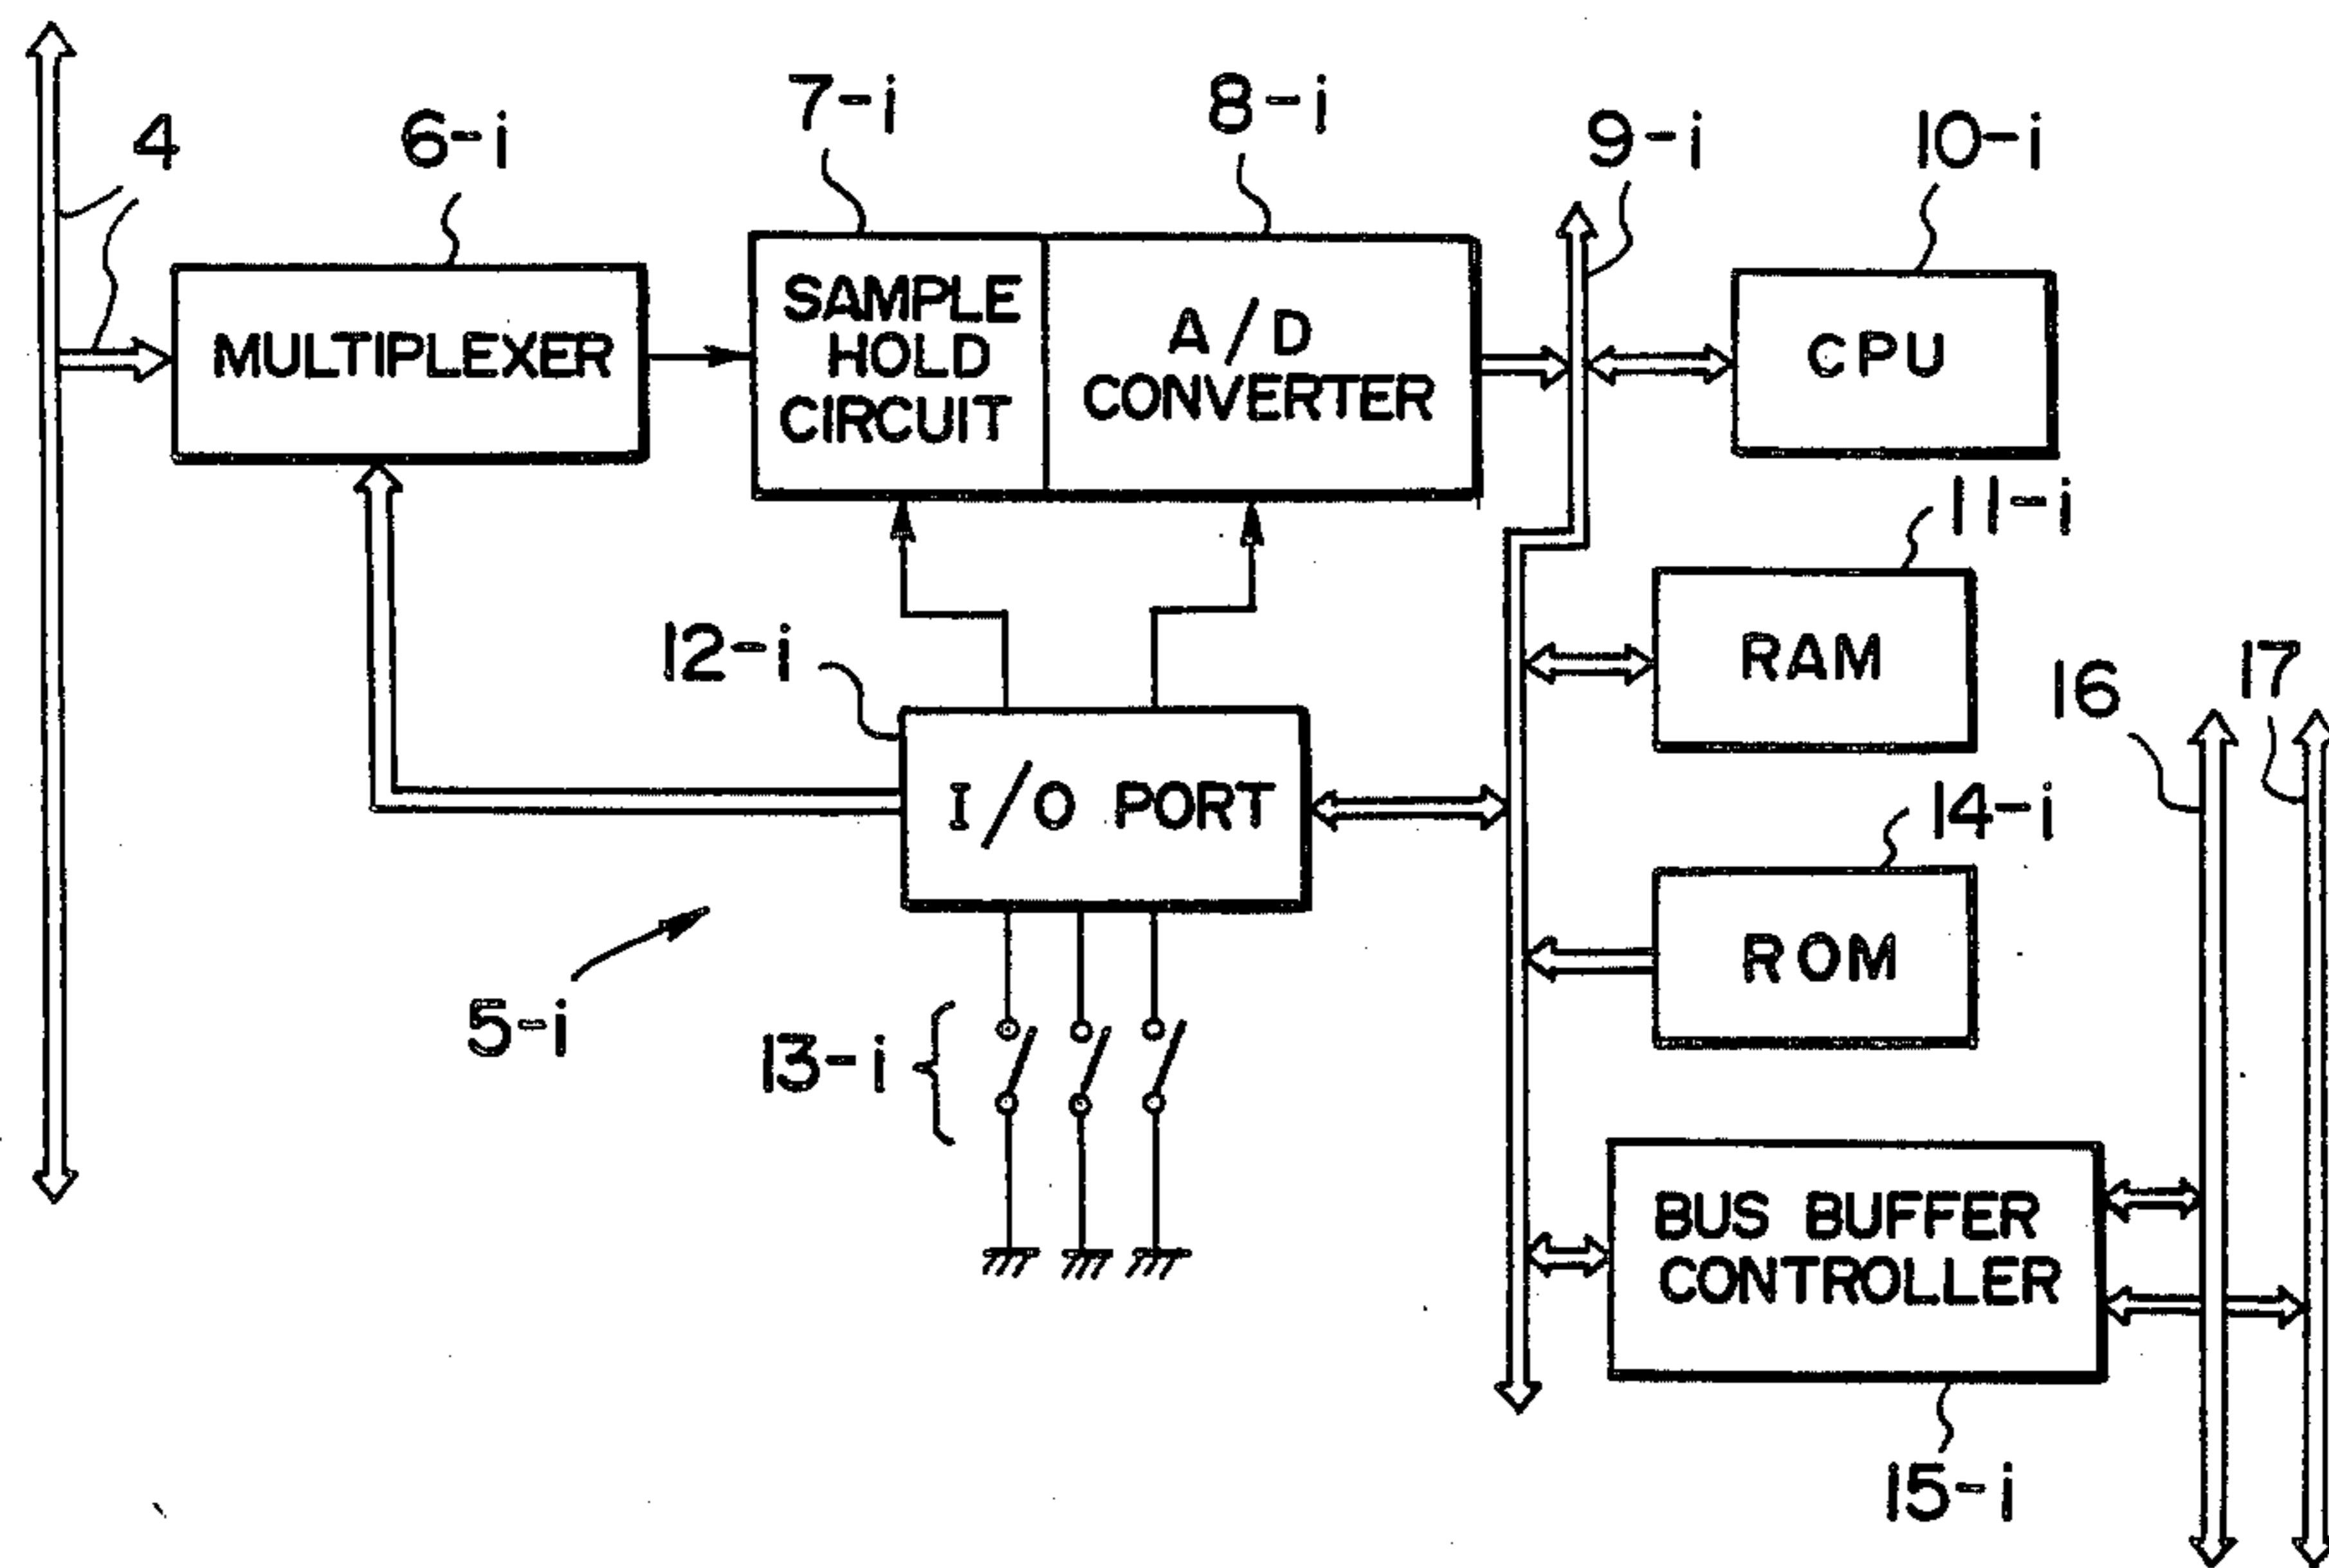 4
6-i
7-i
8-i
9-i
10-i
MULTIPLEXER
SAMPLE
HOLD
CIRCUIT
A/D
CONVERTER
CPU
11-i
RAM
12-i
I/O PORT
16
17
14-i
ROM
5-i
13-i
BUS BUFFER
CONTROLLER
15-i